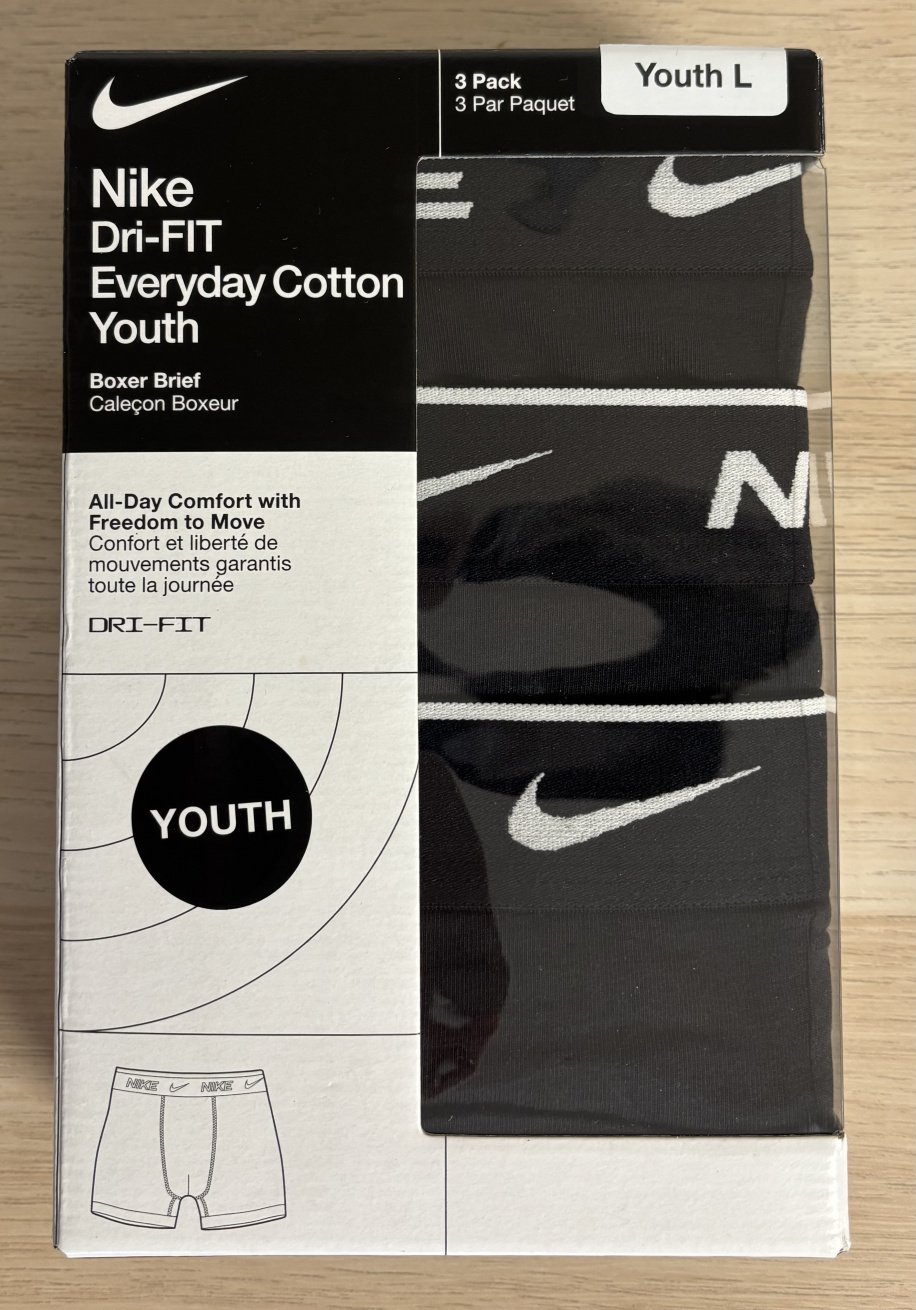 3 Pack
3 Par Paquet
Youth L
Nike
Dri-FIT
Everyday Cotton
Youth
Boxer Brief
Caleçon Boxeur
All-Day Comfort with
Freedom to Move
Confort et liberté de
mouvements garantis
toute la journée
DRI-FIT
YOUTH
NIKE NIKE
E
NI